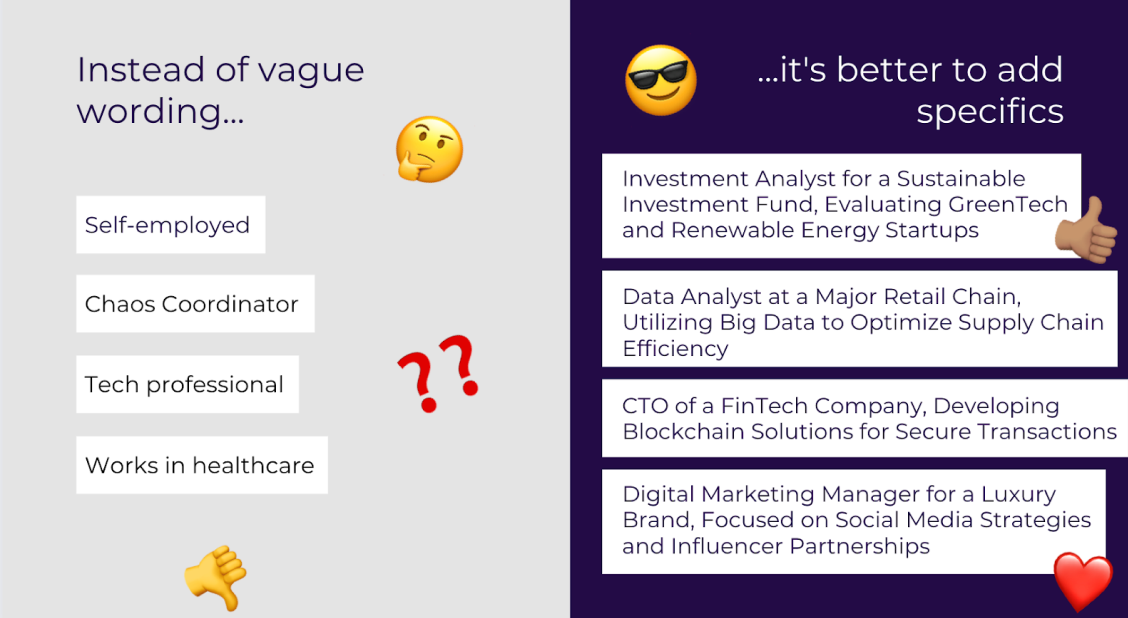 Instead of vague
wording...
Self-employed
Chaos Coordinator
Tech professional
Works in healthcare
...it's better to add
specifics
Investment Analyst for a Sustainable
Investment Fund, Evaluating GreenTech
and Renewable Energy Startups
Data Analyst at a Major Retail Chain,
Utilizing Big Data to Optimize Supply Chain
Efficiency
CTO of a FinTech Company, Developing
Blockchain Solutions for Secure Transactions
Digital Marketing Manager for a Luxury
Brand, Focused on Social Media Strategies
and Influencer Partnerships